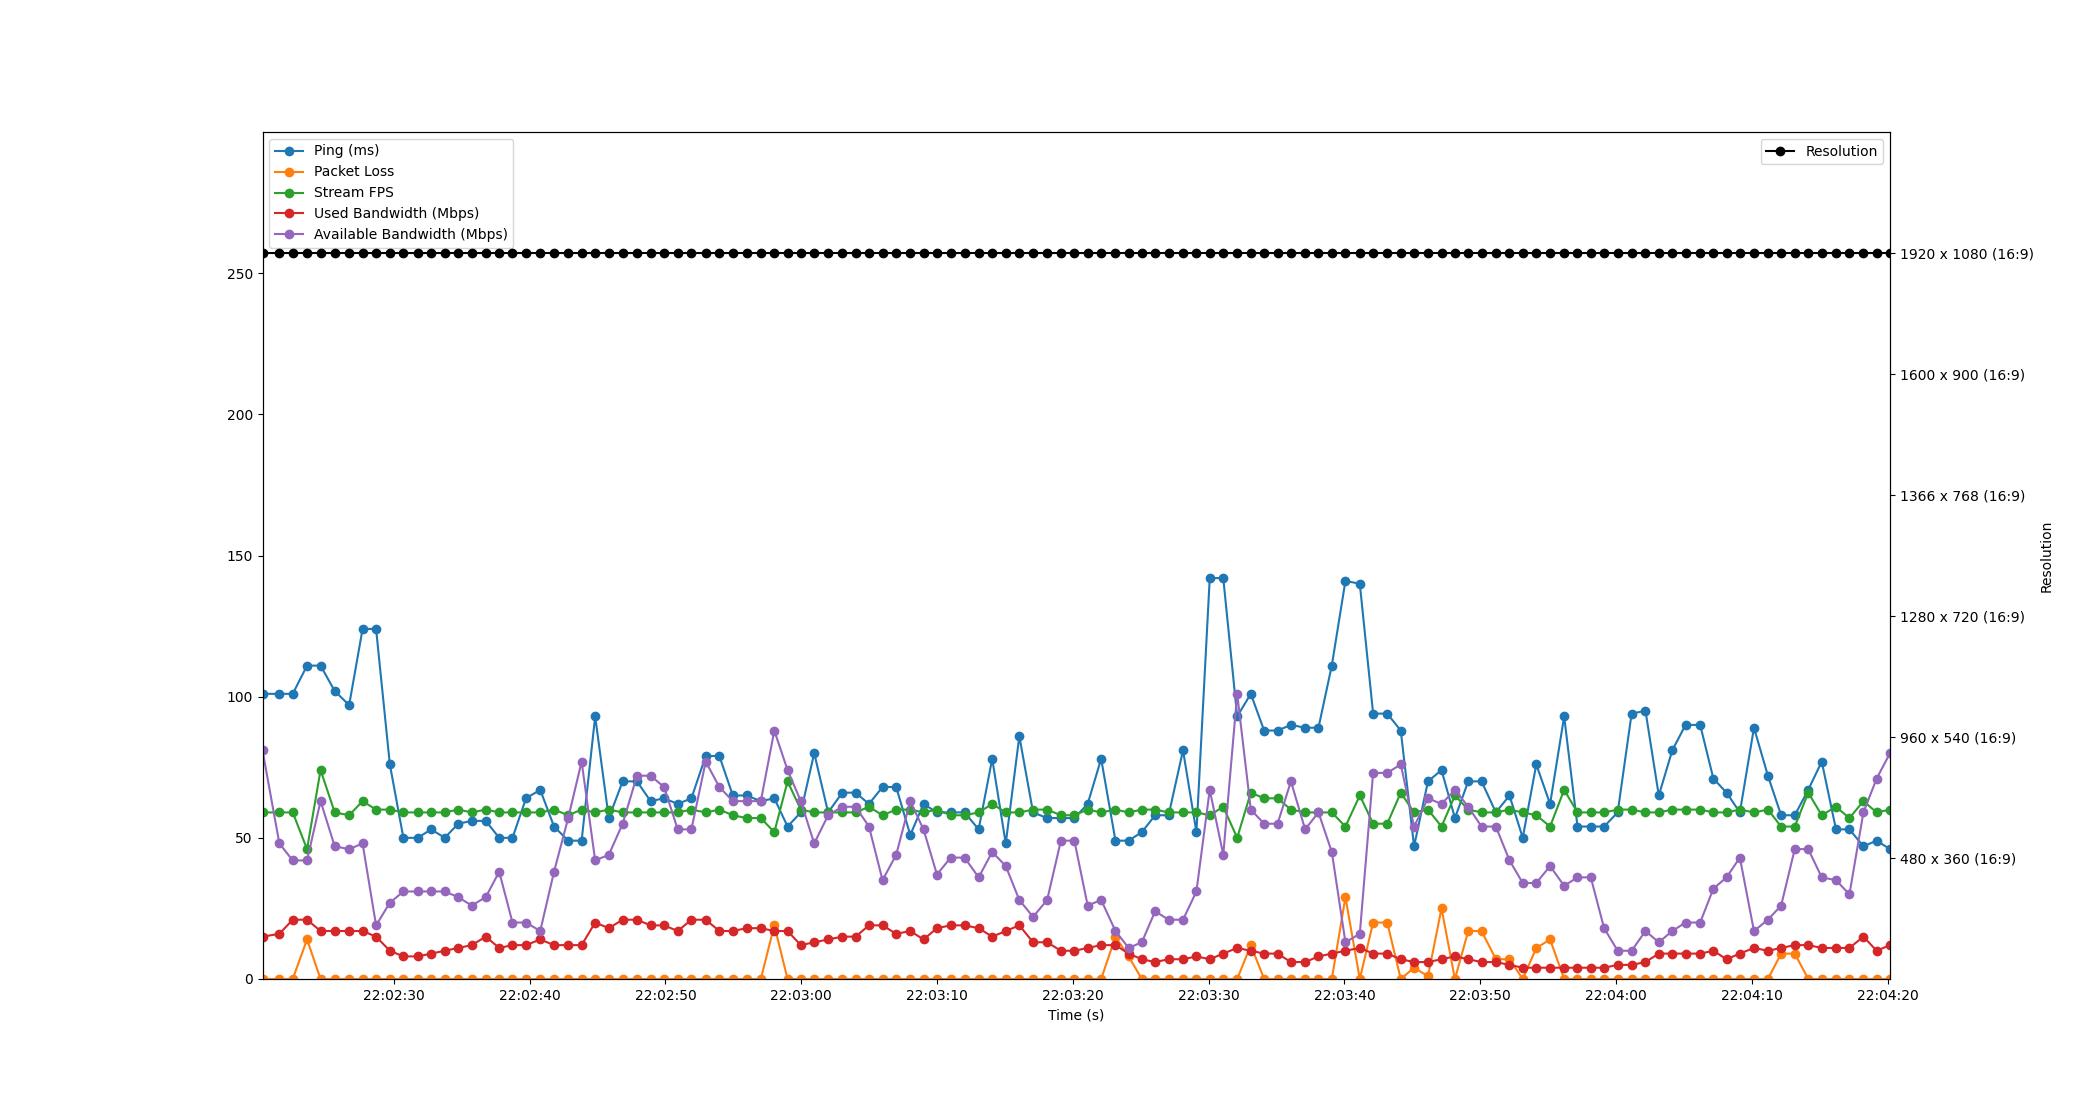 Ping (ms)
Packet Loss
Stream FPS
Used Bandwidth (Mbps)
Available Bandwidth (Mbps)
Resolution
250
200
150
100
50
0
1920 x 1080 (16:9)
1600 x 900 (16:9)
1366 x 768 (16:9)
1280 x 720 (16:9)
960 x 540 (16:9)
480 x 360 (16:9)
Resolution
22:02:30 22:02:40 22:02:50 22:03:00 22:03:10 22:03:20 22:03:30 22:03:40 22:03:50 22:04:00 22:04:10 22:04:20
Time (s)